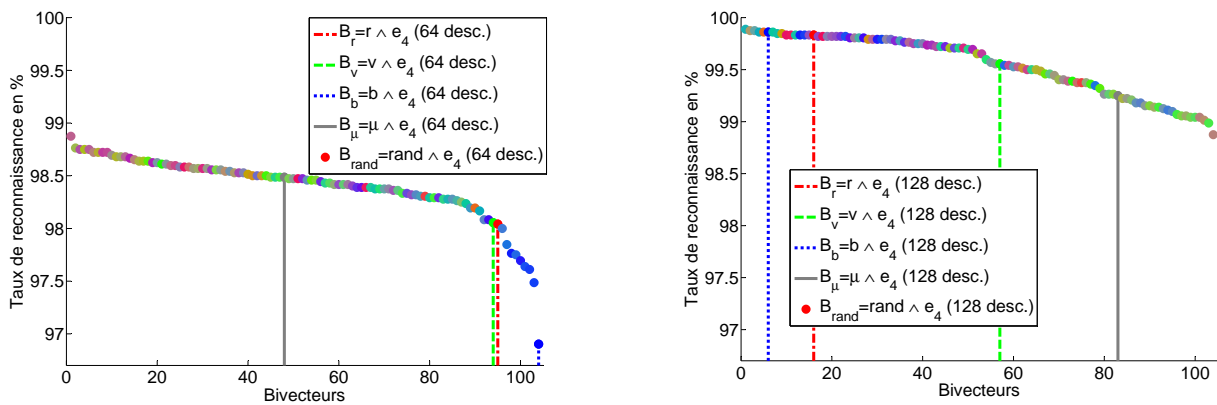 100
99.5
99
98.5
98
97.5
97
Taux de reconnaissance en %
0 20 40 60 80 100
Bivecteurs
B_r=r ∧ e_4 (64 desc.)
B_v=v ∧ e_4 (64 desc.)
B_b=b ∧ e_4 (64 desc.)
B_μ=μ ∧ e_4 (64 desc.)
B_rand=rand ∧ e_4 (64 desc.)
100
99.5
99
98.5
98
97.5
97
Taux de reconnaissance en %
0 20 40 60 80 100
Bivecteurs
B_r=r ∧ e_4 (128 desc.)
B_v=v ∧ e_4 (128 desc.)
B_b=b ∧ e_4 (128 desc.)
B_μ=μ ∧ e_4 (128 desc.)
B_rand=rand ∧ e_4 (128 desc.)